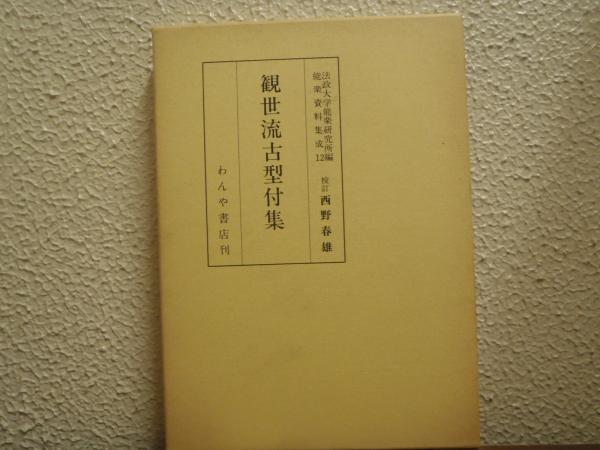 法政大学能楽研究所編
能楽資料集成12
校訂 西野春雄
観世流古型付集
わんや書店刊